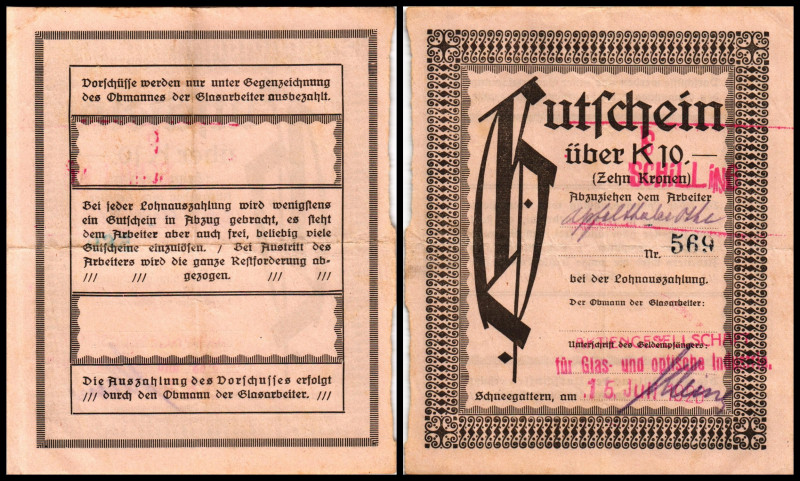 Vorschüsse werden nur unter Gegenzeichnung
des Obmannes der Glasarbeiter ausbezahlt.
Bei jeder Lohnauszahlung wird wenigstens
ein Gutschein in Abzug gebracht, es steht
dem Arbeiter aber auch frei, beliebig viele
Gutscheine einzulösen. / Bei Austritt des
Arbeiters wird die ganze Restforderung ab-
/// /// gezogen. /// ///
Die Auszahlung des Vorschusses erfolgt
/// durch den Obmann der Glasarbeiter. ///
Gutschein
über K 10.—
(Zehn Kronen)
SCHILLING
Abzuziehen dem Arbeiter
Nr. 569
bei der Lohnauszahlung.
Der Obmann der Glasarbeiter:
Unterschrift des Geldempfängers:
AKTIENGESELLSCHAFT
für Glas- und optische Industrie.
Schneegattern, am 15. Juni